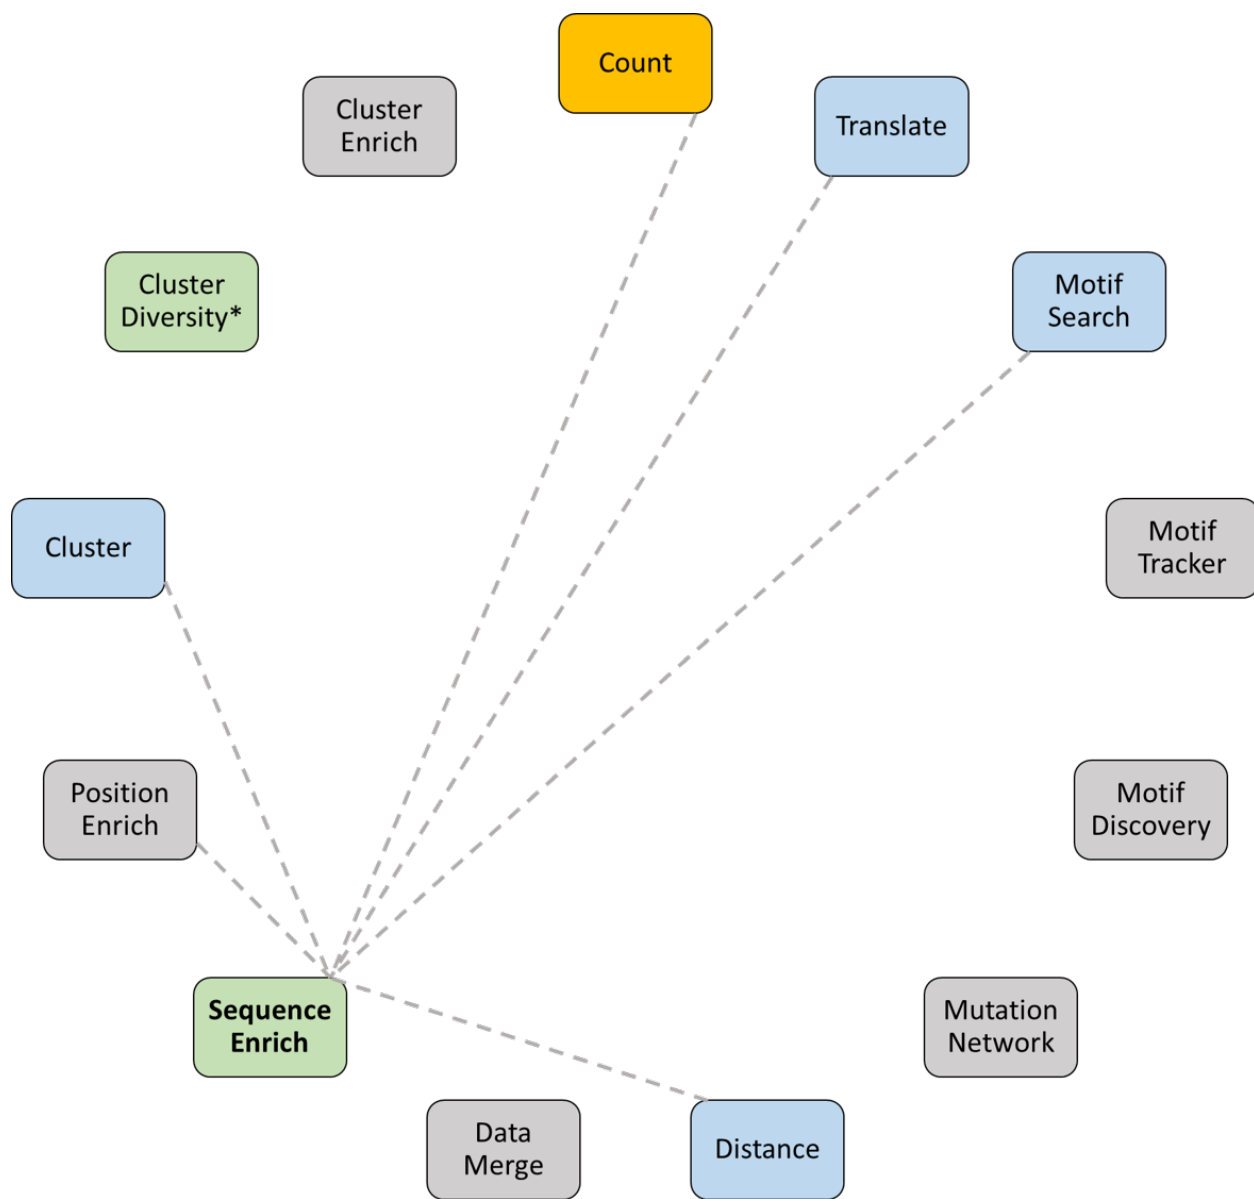 Count
Cluster
Enrich
Translate
Cluster
Diversity*
Motif
Search
Cluster
Motif
Tracker
Position
Enrich
Motif
Discovery
Sequence
Enrich
Mutation
Network
Data
Merge
Distance